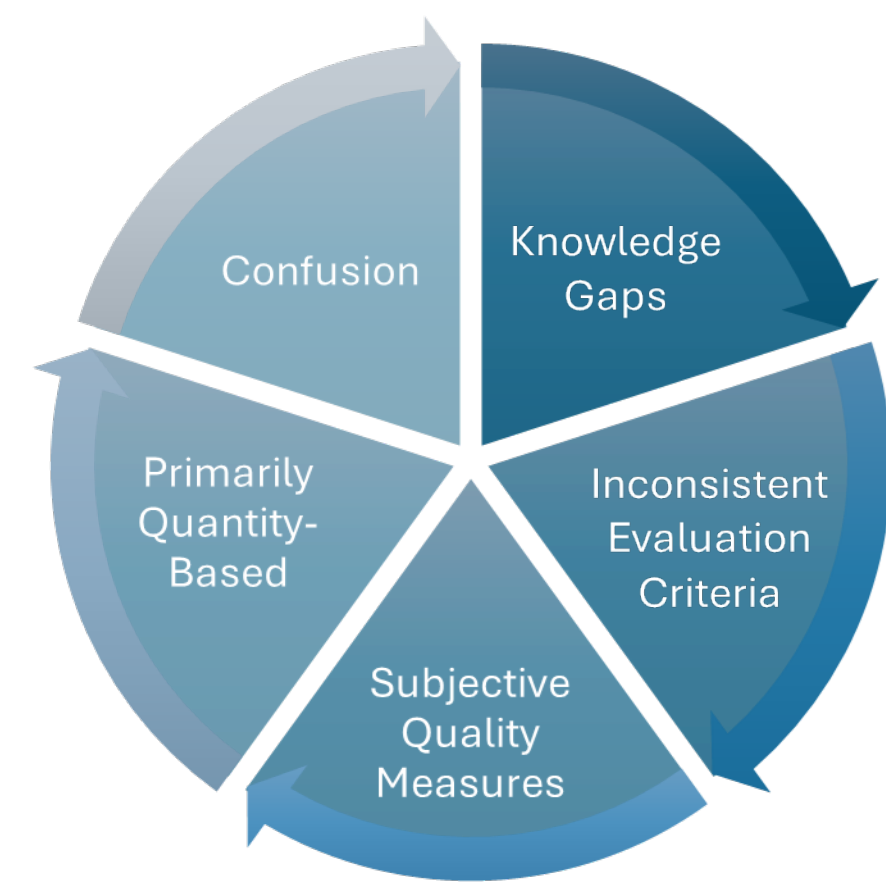 Knowledge
Gaps
Inconsistent
Evaluation
Criteria
Subjective
Quality
Measures
Primarily
Quantity-
Based
Confusion